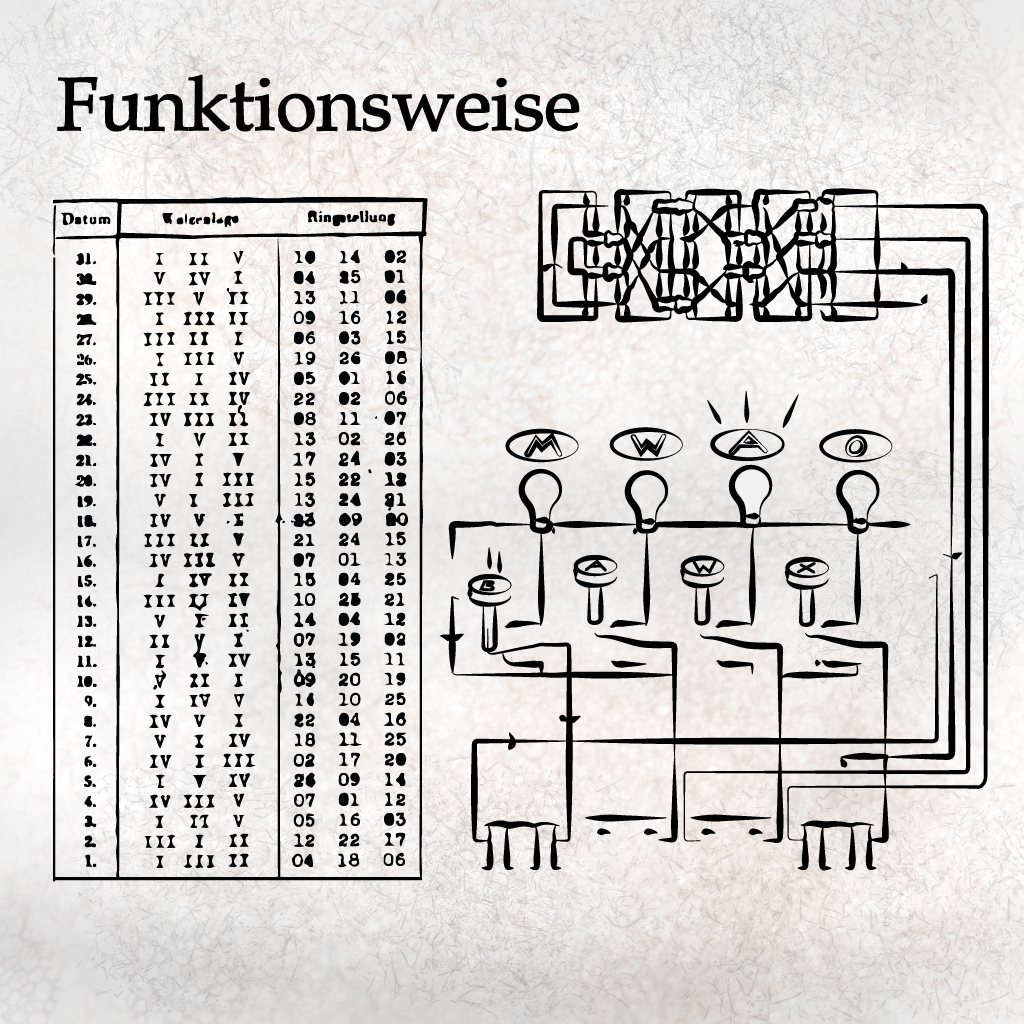 Funktionsweise
Datum Walzenlage Ringstellung
31. I II V 10 14 02
30. V IV I 04 25 01
29. III V II 13 11 06
28. I III II 09 16 12
27. III II I 06 03 15
26. I III V 19 26 08
25. II I IV 05 01 16
24. III II IV 22 02 06
23. IV III II 08 11 07
22. I V II 13 02 26
21. IV I V 17 24 03
20. IV I III 15 22 12
19. V I III 13 24 21
18. IV V I 23 09 20
17. III II V 21 24 15
16. IV III V 07 01 13
15. I IV II 15 04 25
14. III II IV 10 23 21
13. V I II 14 04 12
12. II V I 07 19 02
11. I V IV 13 15 11
10. V II I 09 20 19
9. I IV V 14 10 25
8. IV V I 22 04 16
7. V I IV 18 11 25
6. IV I III 02 17 20
5. I V IV 26 09 14
4. IV III V 07 01 12
3. I II V 05 16 03
2. III I II 12 22 17
1. I III II 04 18 06
M W A O
B A W X